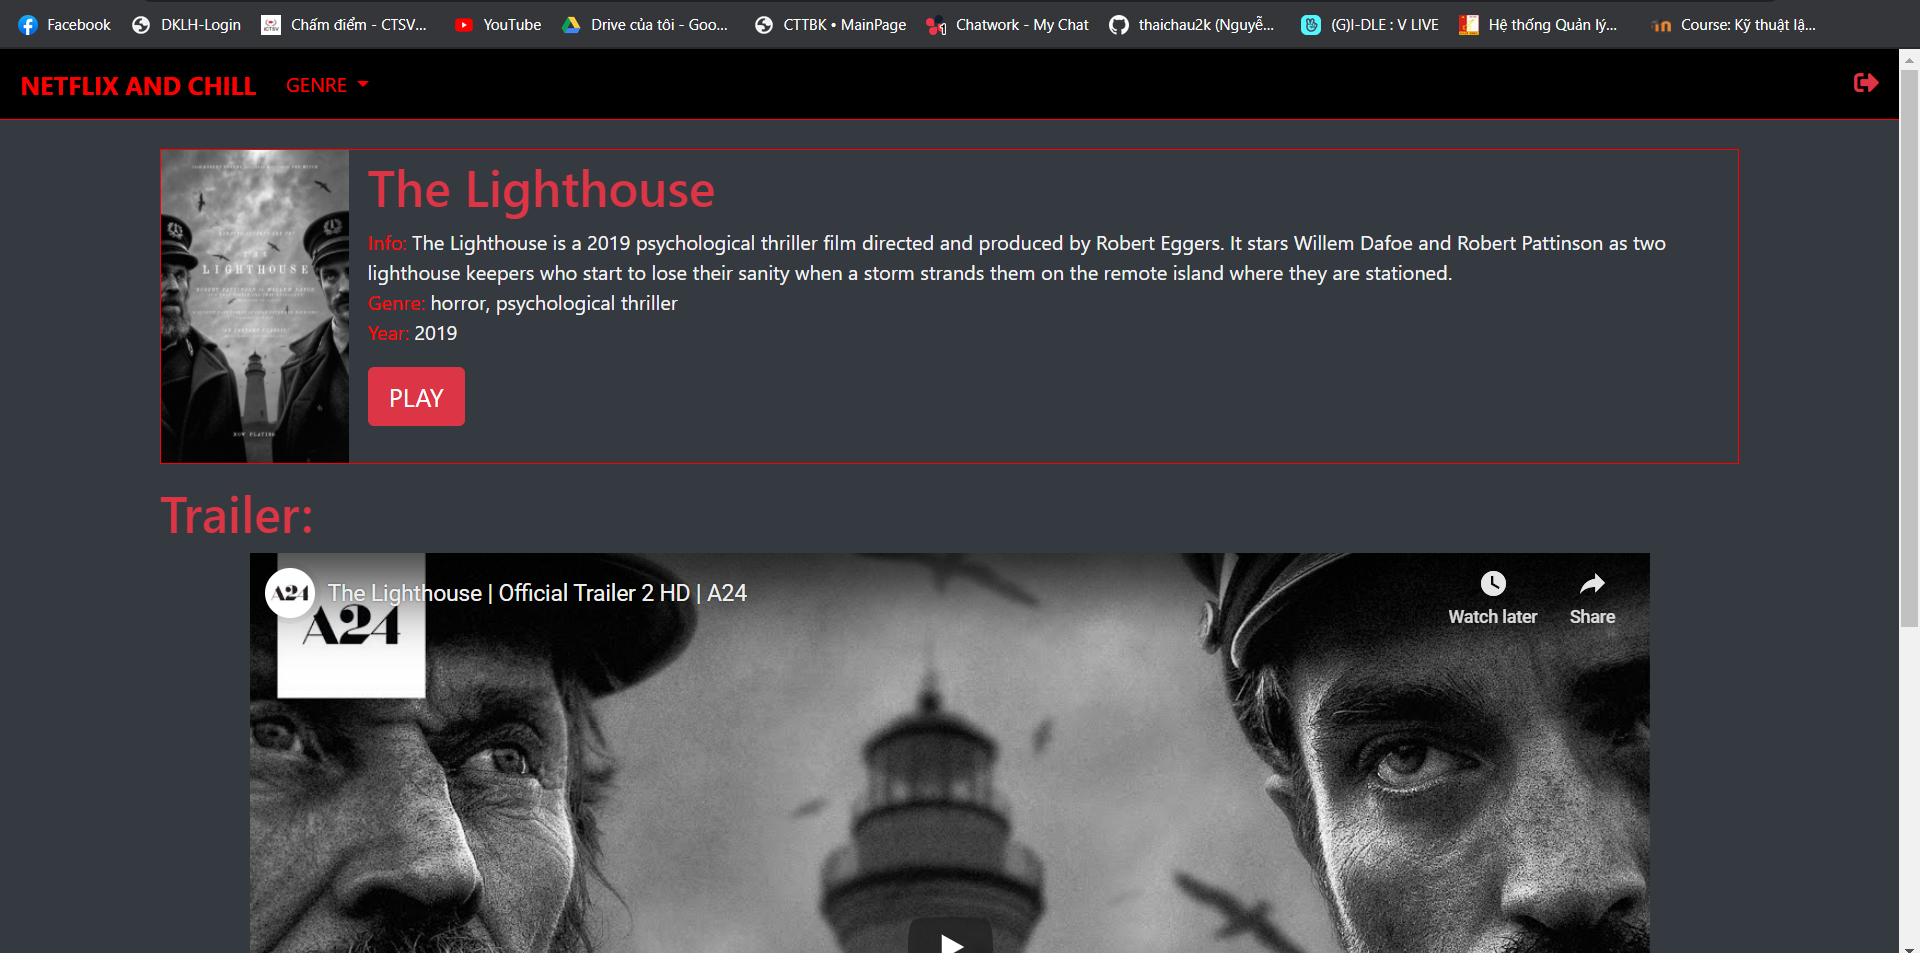 Facebook
DKLH-Login
Chấm điểm - CTSV...
YouTube
Drive của tôi - Goo...
CTTBK • MainPage
Chatwork - My Chat
thaichau2k (Nguyễ...
(G)I-DLE : V LIVE
Hệ thống Quản lý...
Course: Kỹ thuật lậ...
NETFLIX AND CHILL
GENRE
LIGHTHOUSE
NOW PLAYING
The Lighthouse
Info: The Lighthouse is a 2019 psychological thriller film directed and produced by Robert Eggers. It stars Willem Dafoe and Robert Pattinson as two
lighthouse keepers who start to lose their sanity when a storm strands them on the remote island where they are stationed.
Genre: horror, psychological thriller
Year: 2019
PLAY
Trailer:
A24
The Lighthouse | Official Trailer 2 HD | A24
Watch later
Share
A24